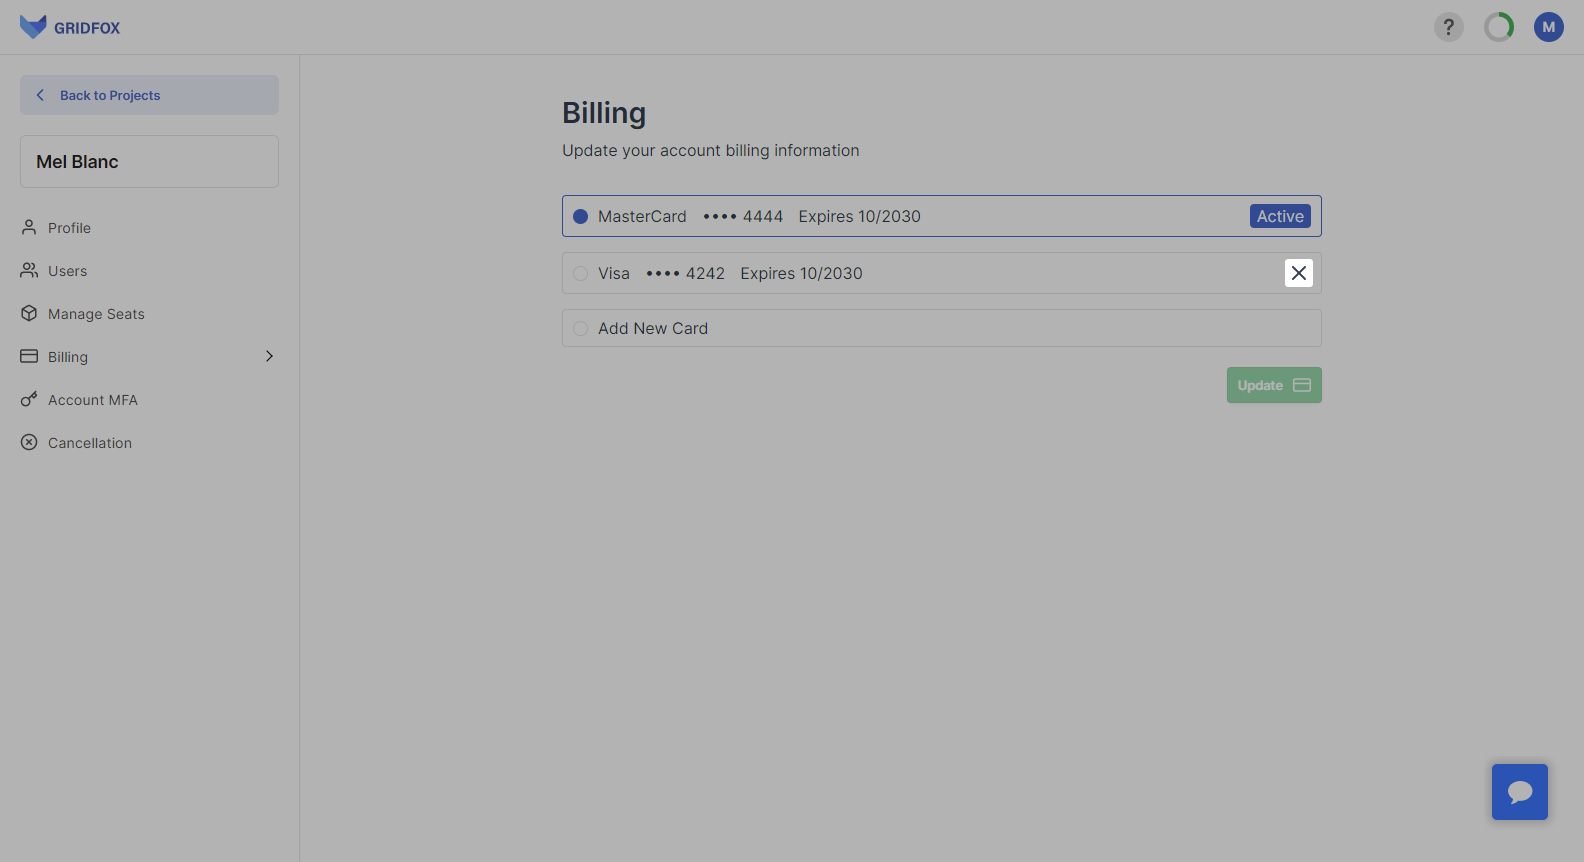 GRIDFOX
?
M
Back to Projects
Mel Blanc
Profile
Users
Manage Seats
Billing
Account MFA
Cancellation
Billing
Update your account billing information
MasterCard •••• 4444 Expires 10/2030 Active
Visa •••• 4242 Expires 10/2030
Add New Card
Update